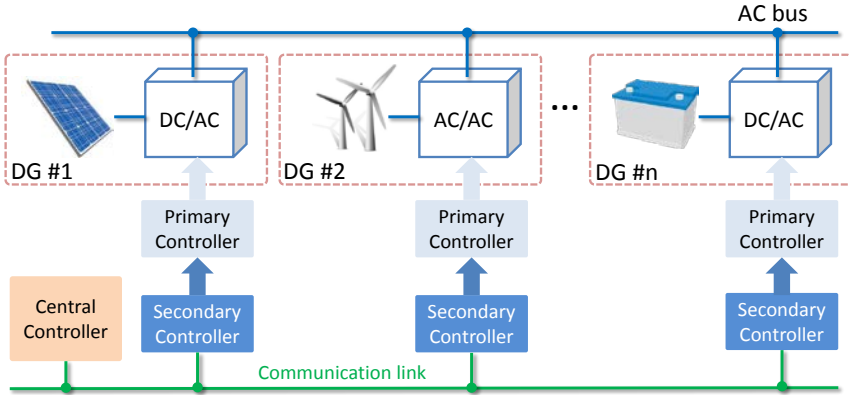 AC bus
DC/AC
AC/AC
...
DC/AC
DG #1
DG #2
DG #n
Primary
Controller
Primary
Controller
Primary
Controller
Central
Controller
Secondary
Controller
Secondary
Controller
Secondary
Controller
Communication link